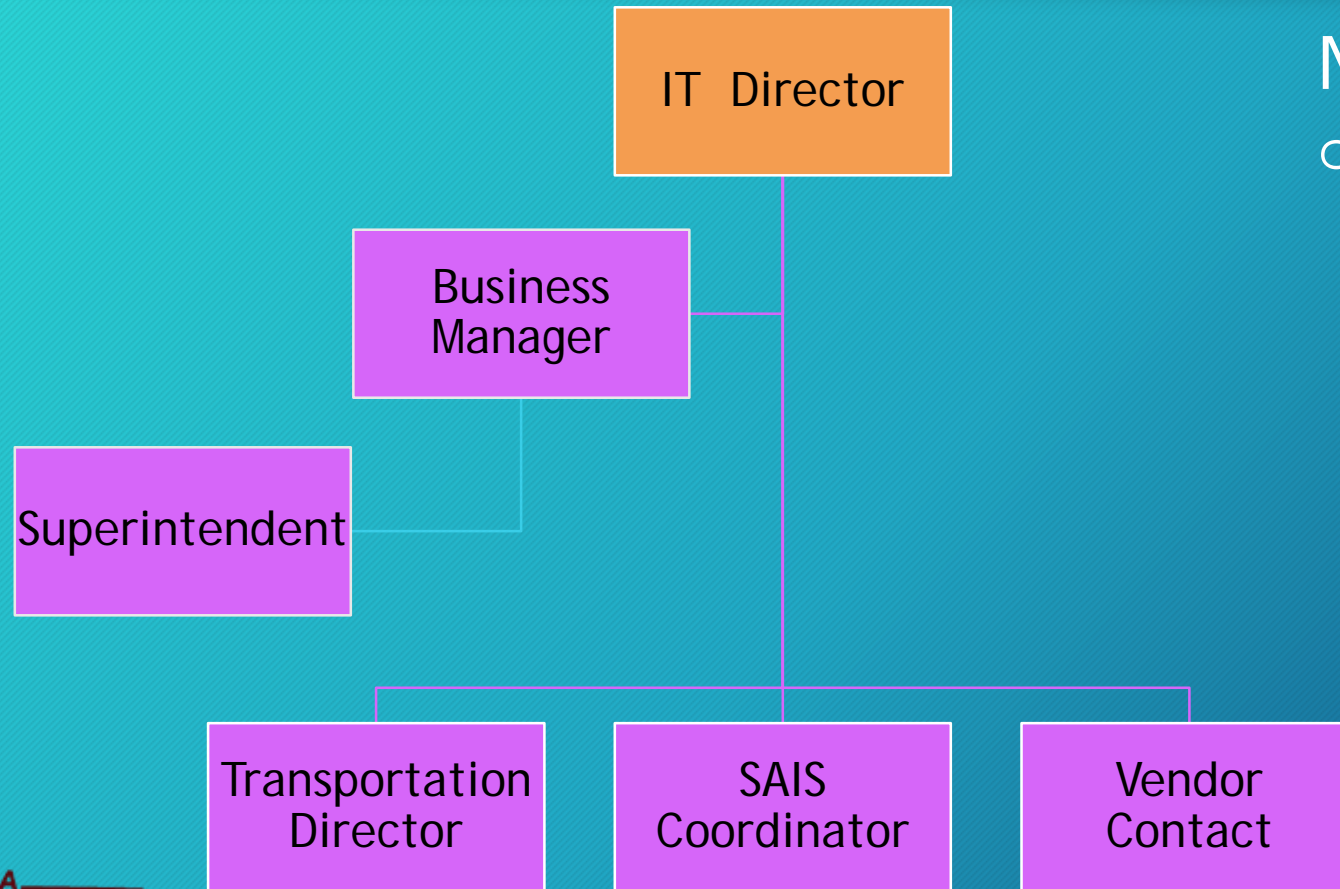 IT Director
Business
Manager
Superintendent
Transportation
Director
SAIS
Coordinator
Vendor
Contact